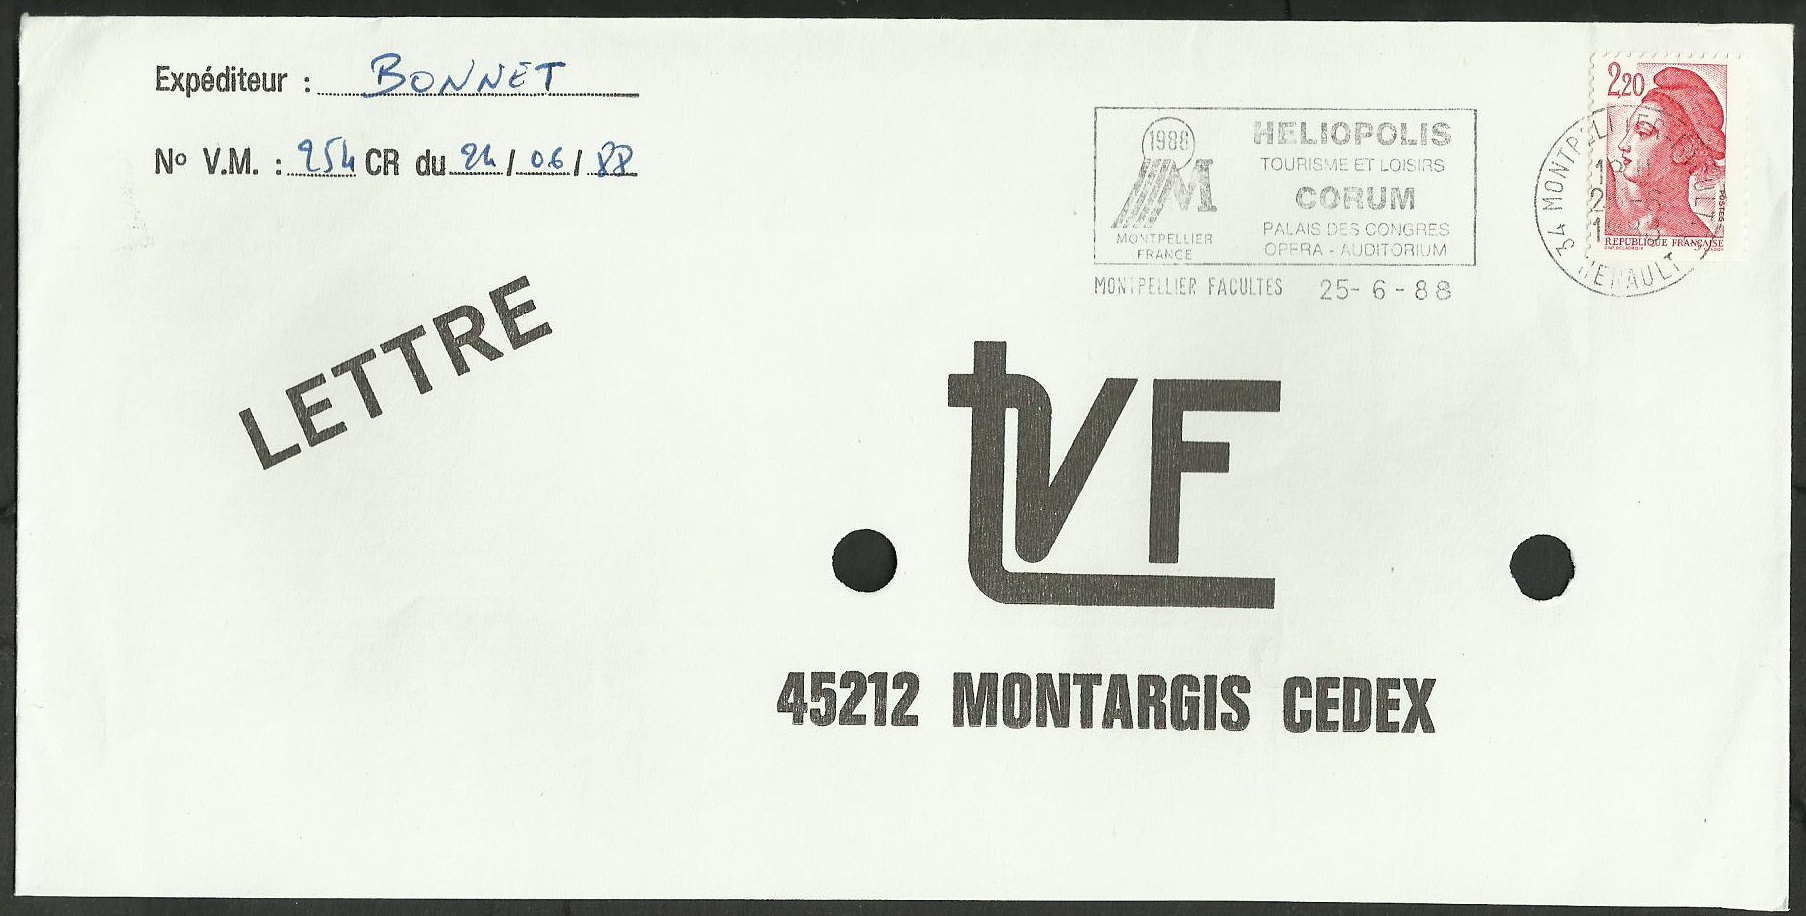 Expéditeur : BONNET
N° V.M. : 254 CR du 24 / 06 / 88
1988
M
MONTPELLIER
FRANCE
HELIOPOLIS
TOURISME ET LOISIRS
CORUM
PALAIS DES CONGRES
OPERA - AUDITORIUM
MONTPELLIER FACULTES 25-6-88
34 MONTPELLIER
HERAULT
2,20
POSTES
REPUBLIQUE FRANÇAISE
LETTRE
tVF
45212 MONTARGIS CEDEX